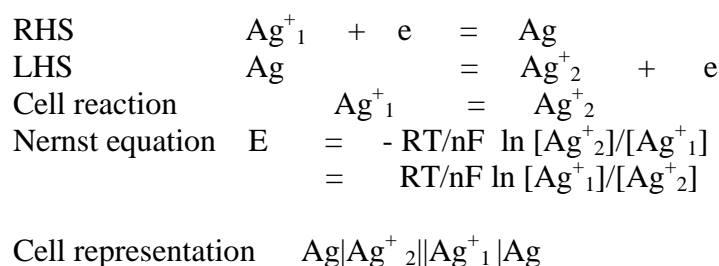 RHS Ag⁺₁ + e = Ag
LHS Ag = Ag⁺₂ + e
Cell reaction Ag⁺₁ = Ag⁺₂
Nernst equation E = - RT/nF ln [Ag⁺₂]/[Ag⁺₁]
= RT/nF ln [Ag⁺₁]/[Ag⁺₂]
Cell representation Ag|Ag⁺₂||Ag⁺₁|Ag